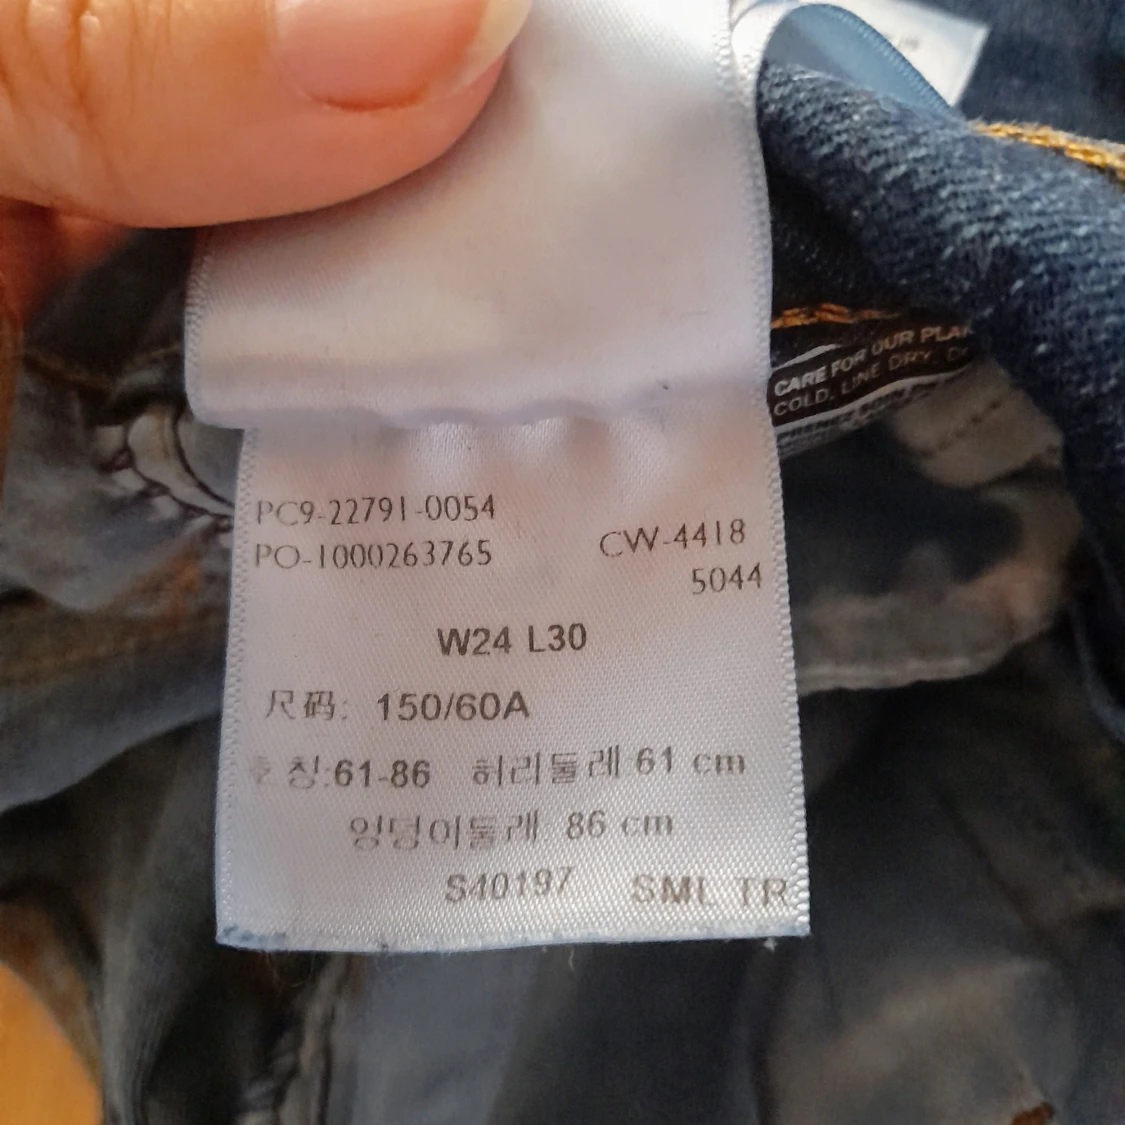 CARE FOR OUR
COLD, LINE DRY,
PC9-22791-0054
PO-1000263765
CW-4418
5044
W24 L30
尺码: 150/60A
칭:61-86 허리둘레 61 cm
엉덩이둘레 86 cm
S40197 SML TR